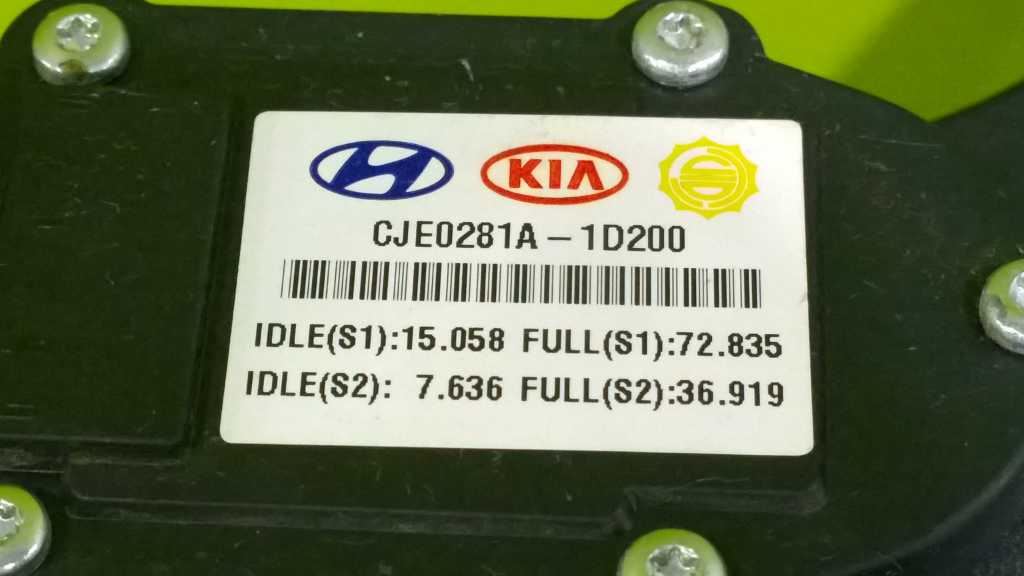 KIA
CJE0281A – 1D200
IDLE(S1):15.058 FULL(S1):72.835
IDLE(S2): 7.636 FULL(S2):36.919